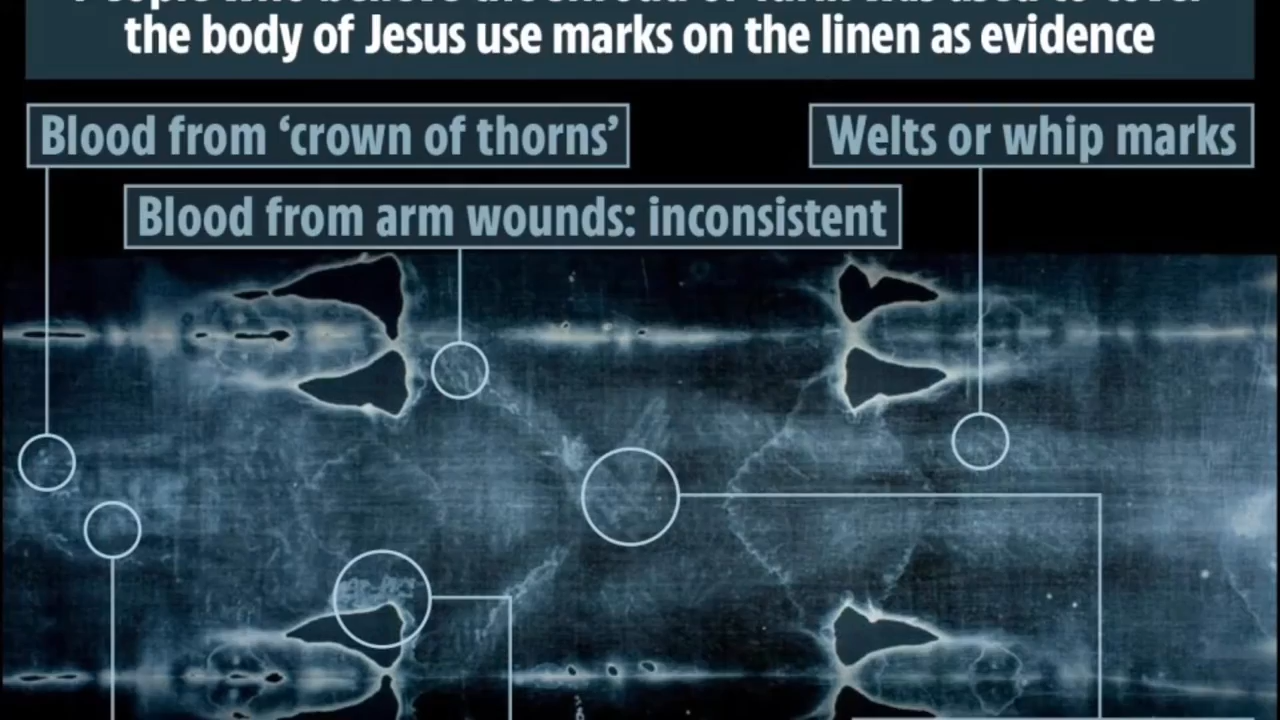 the body of Jesus use marks on the linen as evidence
Blood from ‘crown of thorns’
Welts or whip marks
Blood from arm wounds: inconsistent